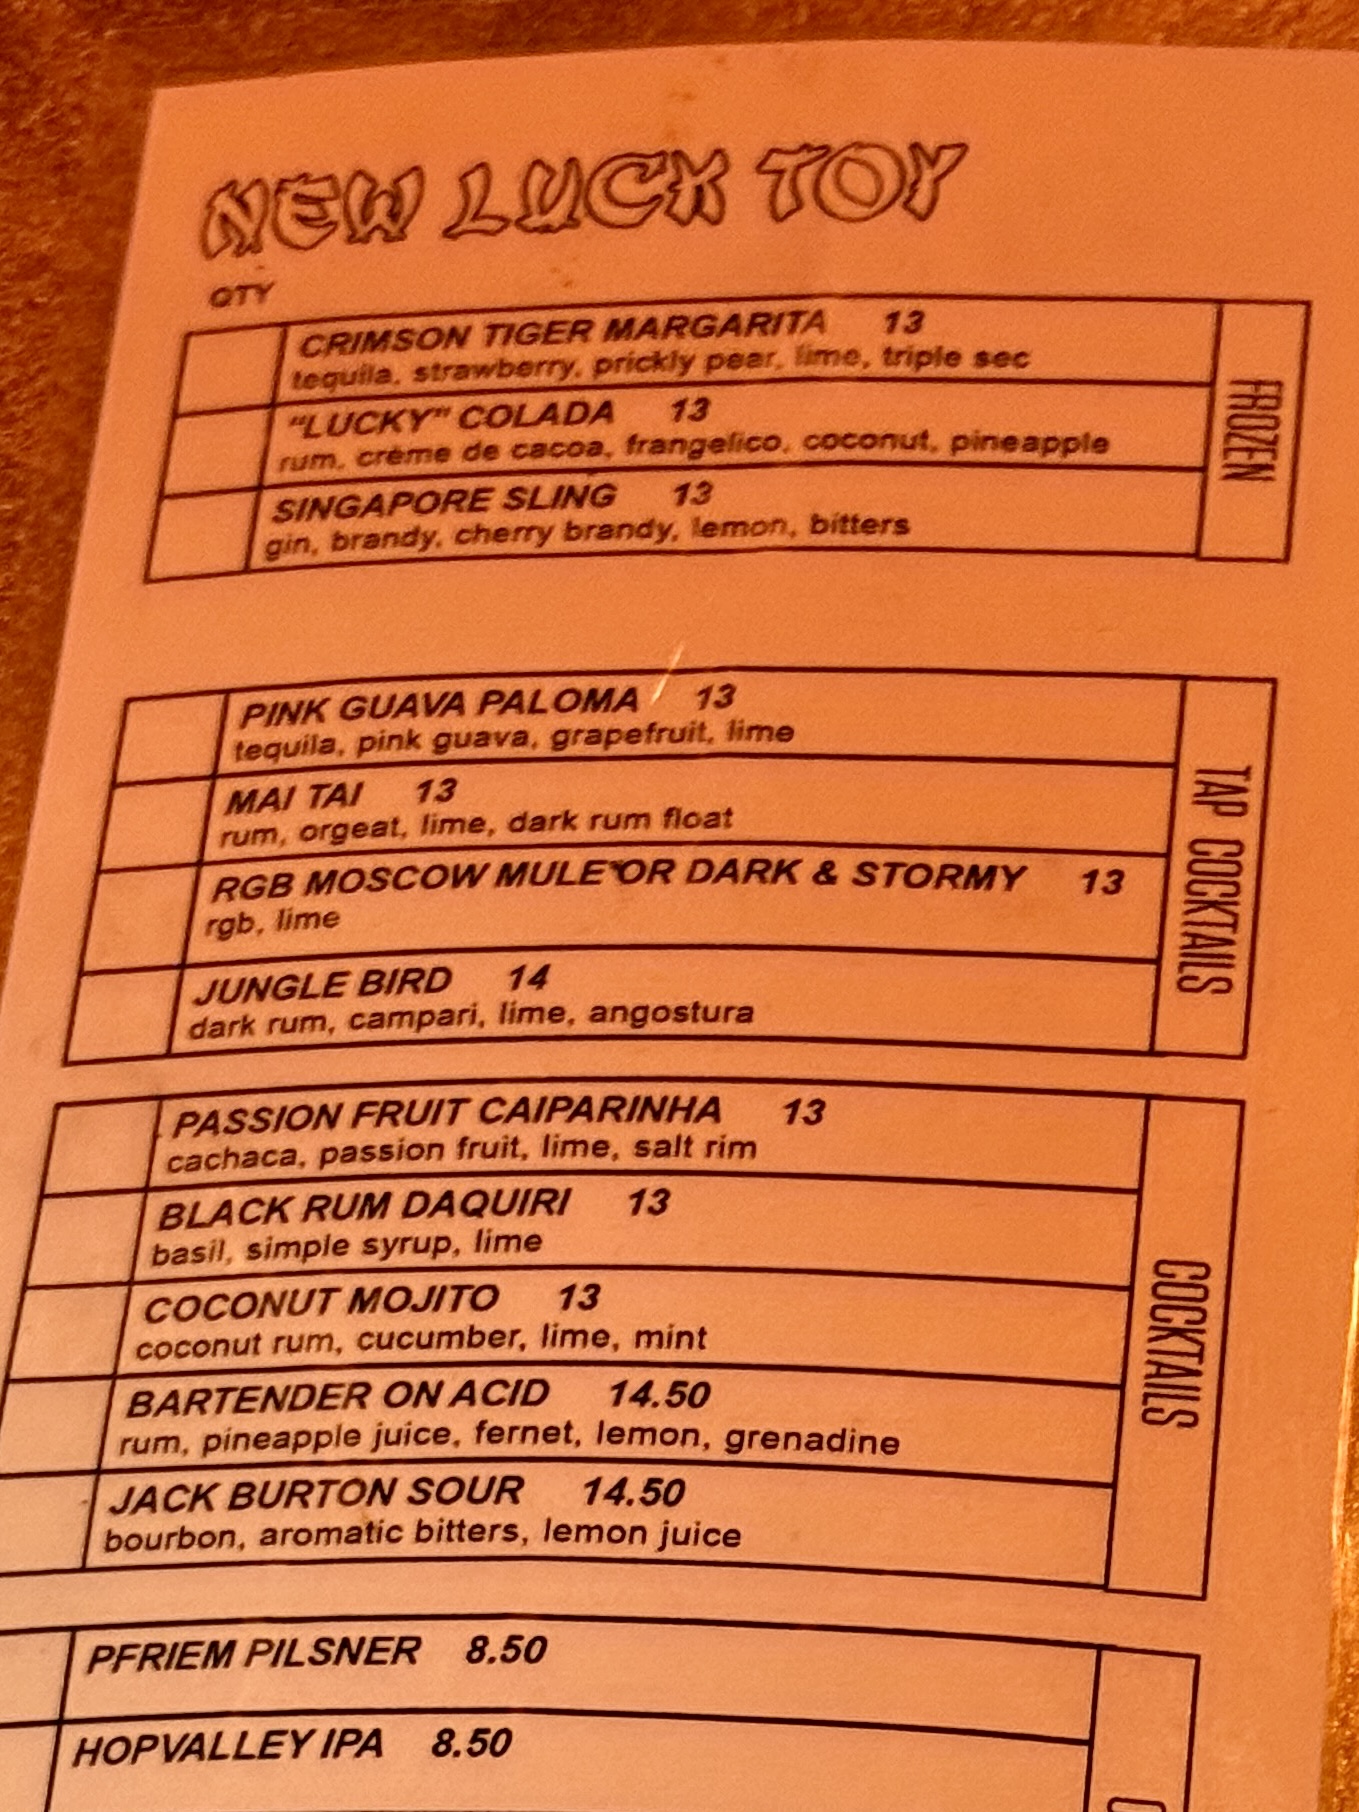 NEW LUCK TOY
QTY
CRIMSON TIGER MARGARITA 13
tequila, strawberry, prickly pear, lime, triple sec
"LUCKY" COLADA 13
rum, crème de cacoa, frangelico, coconut, pineapple
SINGAPORE SLING 13
gin, brandy, cherry brandy, lemon, bitters
FROZEN
PINK GUAVA PALOMA 13
tequila, pink guava, grapefruit, lime
MAI TAI 13
rum, orgeat, lime, dark rum float
RGB MOSCOW MULE OR DARK & STORMY 13
rgb, lime
JUNGLE BIRD 14
dark rum, campari, lime, angostura
TAP COCKTAILS
PASSION FRUIT CAIPARINHA 13
cachaca, passion fruit, lime, salt rim
BLACK RUM DAQUIRI 13
basil, simple syrup, lime
COCONUT MOJITO 13
coconut rum, cucumber, lime, mint
BARTENDER ON ACID 14.50
rum, pineapple juice, fernet, lemon, grenadine
JACK BURTON SOUR 14.50
bourbon, aromatic bitters, lemon juice
COCKTAILS
PFRIEM PILSNER 8.50
HOPVALLEY IPA 8.50